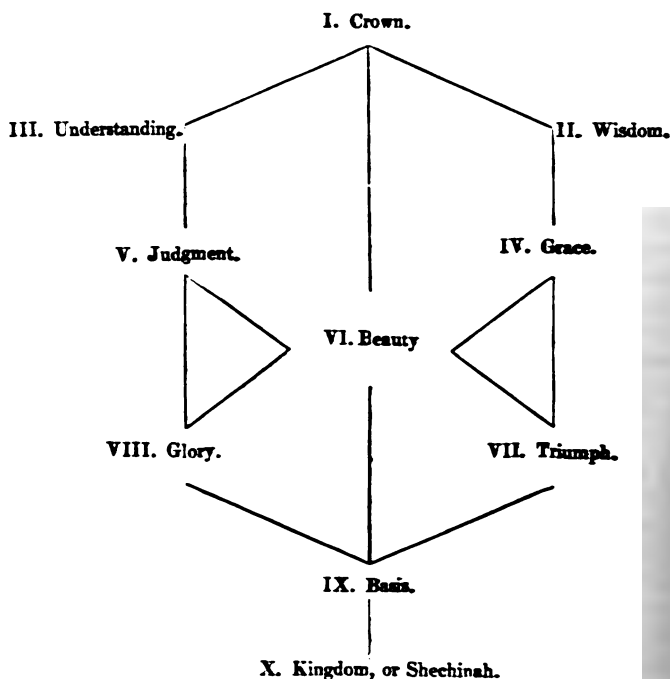 I. Crown.
III. Understanding.
II. Wisdom.
V. Judgment.
IV. Grace.
VI. Beauty
VIII. Glory.
VII. Triumph.
IX. Basis.
X. Kingdom, or Shechinah.